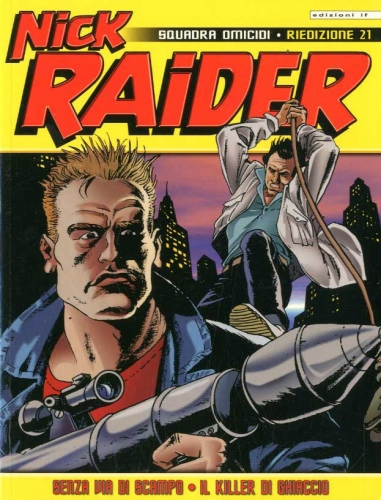 edizioni if
NiCK
SQUADRA OMICIDI • RIEDIZIONE 21
RAiDER
SENZA VIA DI SCAMPO • IL KILLER DI GHIACCIO